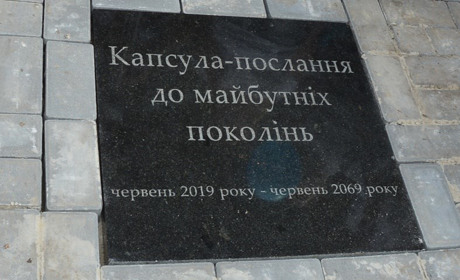 Капсула-послання
до майбутніх
поколінь
червень 2019 року - червень 2069 року